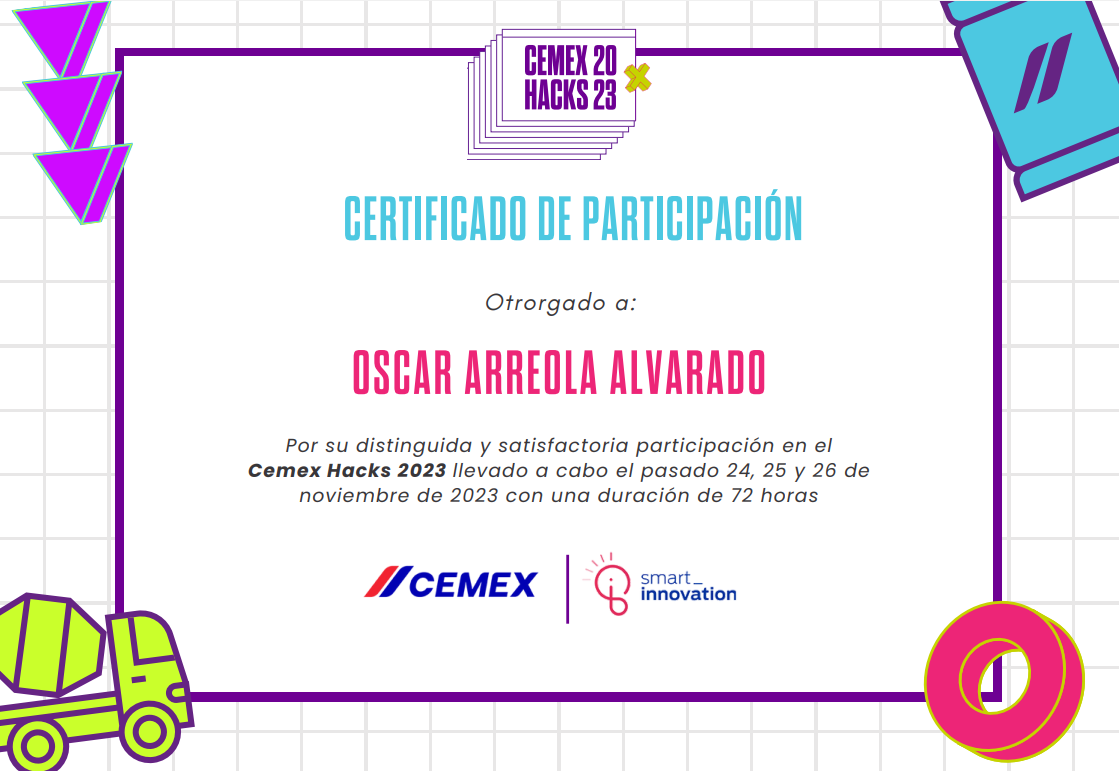 CEMEX 20
HACKS 23
CERTIFICADO DE PARTICIPACIÓN
Otrorgado a:
OSCAR ARREOLA ALVARADO
Por su distinguida y satisfactoria participación en el
Cemex Hacks 2023 llevado a cabo el pasado 24, 25 y 26 de
noviembre de 2023 con una duración de 72 horas
CEMEX
smart_
innovation